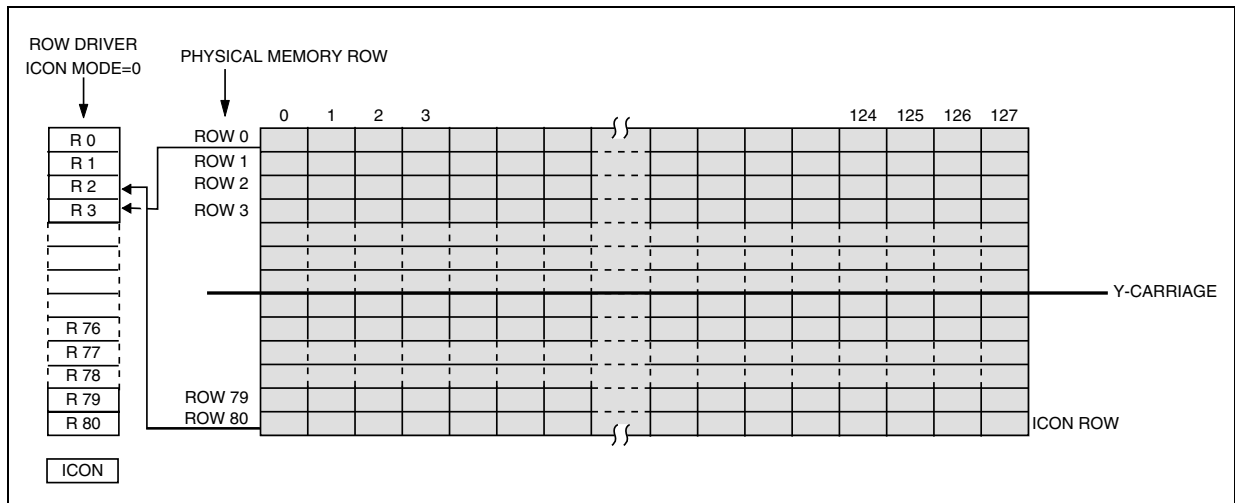 ROW DRIVER
ICON MODE=0
PHYSICAL MEMORY ROW
0 1 2 3 124 125 126 127
R 0 ROW 0
R 1 ROW 1
R 2 ROW 2
R 3 ROW 3
Y-CARRIAGE
R 76
R 77
R 78
R 79 ROW 79
R 80 ROW 80 ICON ROW
ICON